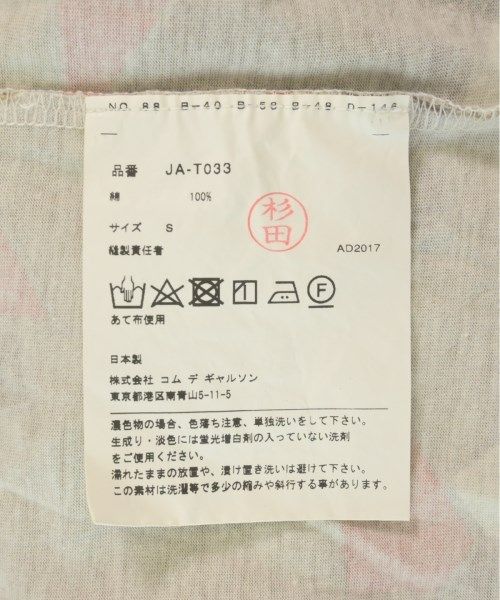 NO. 88 B-40 B-58 B-48 D-146
品番 JA-T033
綿 100%
サイズ S
縫製責任者
杉田
AD2017
F
あて布使用
日本製
株式会社 コム デ ギャルソン
東京都港区南青山5-11-5
濃色物の場合、色落ち注意、単独洗いをして下さい。
生成り・淡色には蛍光増白剤の入っていない洗剤
をご使用ください。
濡れたままの放置や、漬け置き洗いは避けて下さい。
この素材は洗濯等で多少の縮みや斜行する事があります。